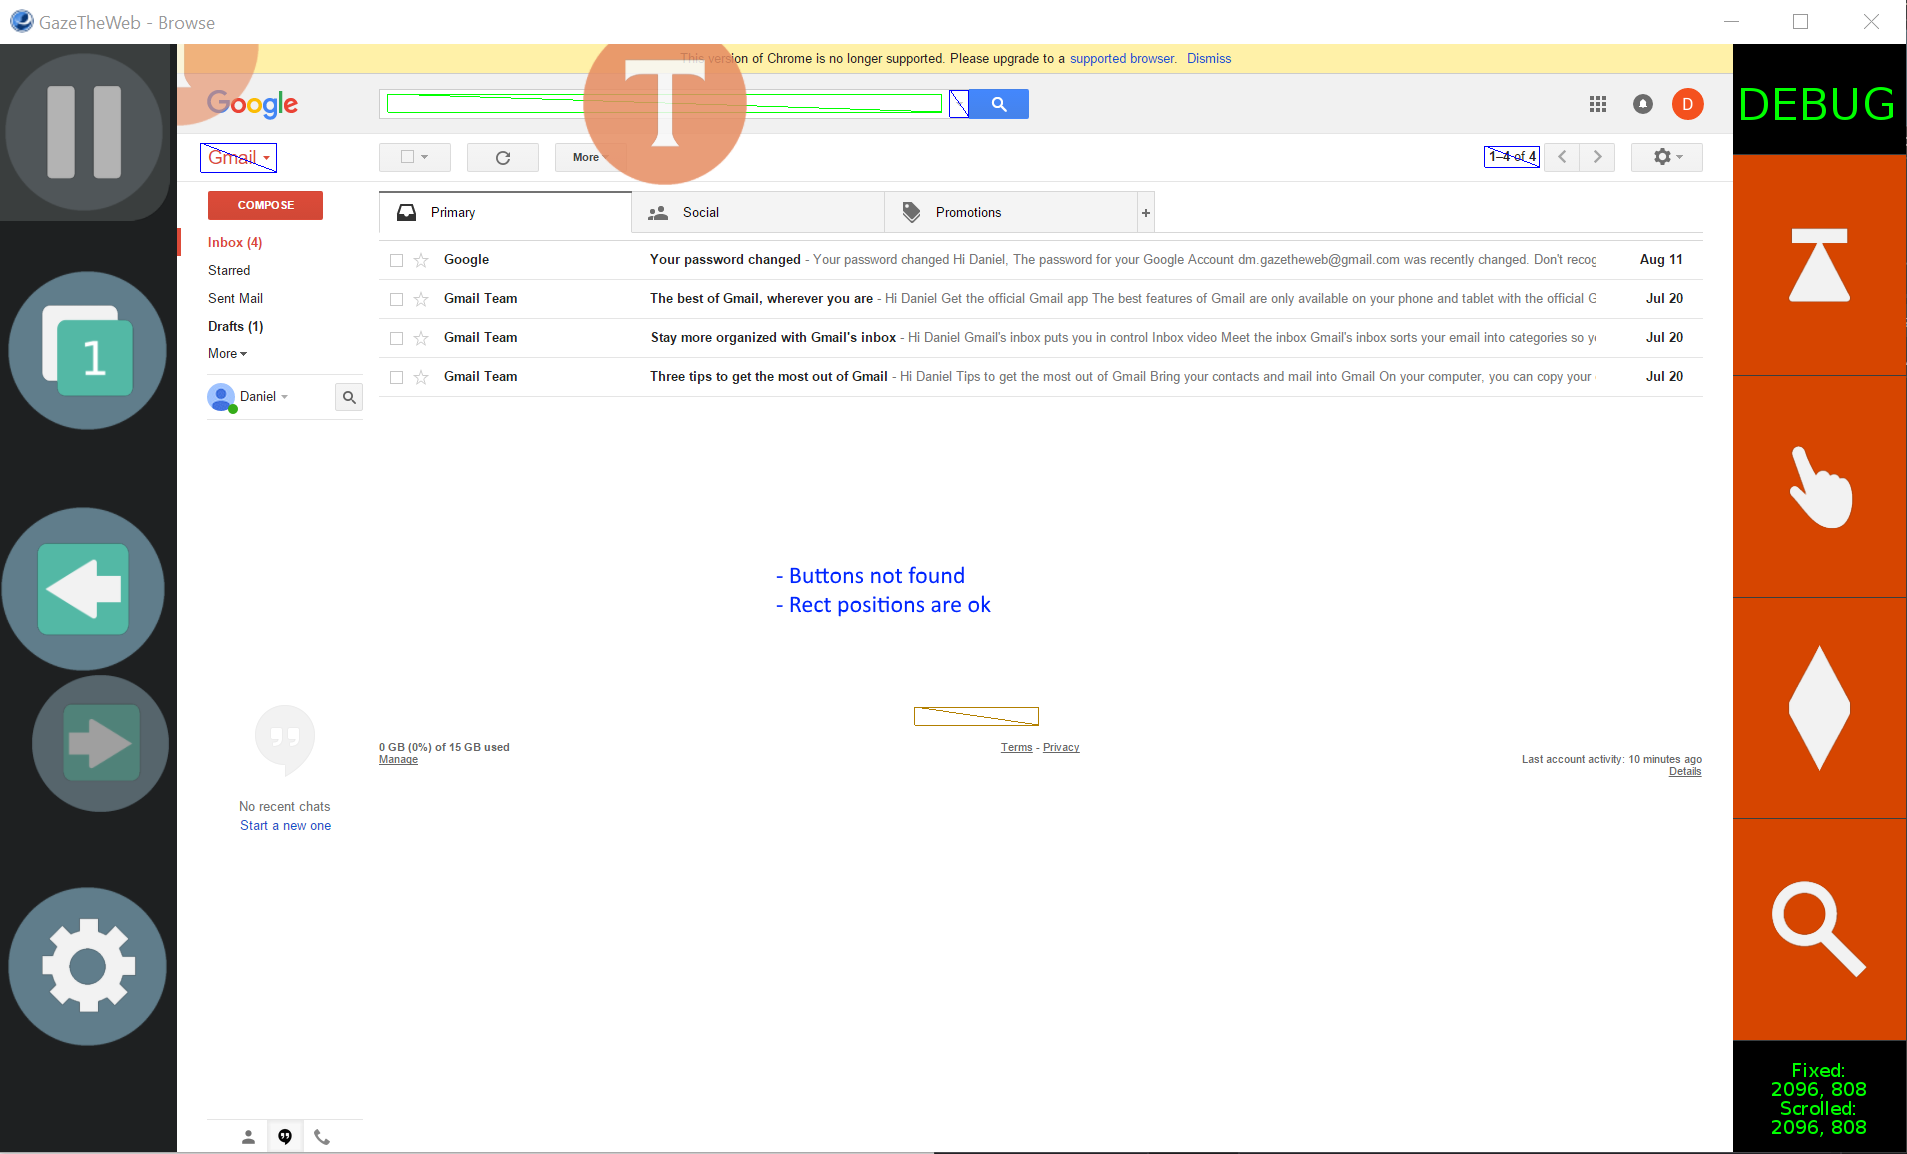 GazeTheWeb - Browse
This version of Chrome is no longer supported. Please upgrade to a supported browser. Dismiss
DEBUG
Google
T
D
Gmail
More
1–4 of 4
COMPOSE
Primary
Social
Promotions
+
Inbox (4)
Starred
Sent Mail
Drafts (1)
More
Daniel
Google Your password changed - Your password changed Hi Daniel, The password for your Google Account dm.gazetheweb@gmail.com was recently changed. Don't recog Aug 11
Gmail Team The best of Gmail, wherever you are - Hi Daniel Get the official Gmail app The best features of Gmail are only available on your phone and tablet with the official G Jul 20
Gmail Team Stay more organized with Gmail's inbox - Hi Daniel Gmail's inbox puts you in control Inbox video Meet the inbox Gmail's inbox sorts your email into categories so y Jul 20
Gmail Team Three tips to get the most out of Gmail - Hi Daniel Tips to get the most out of Gmail Bring your contacts and mail into Gmail On your computer, you can copy your Jul 20
1
- Buttons not found
- Rect positions are ok
0 GB (0%) of 15 GB used
Manage
Terms - Privacy
Last account activity: 10 minutes ago
Details
No recent chats
Start a new one
Fixed:
2096, 808
Scrolled:
2096, 808